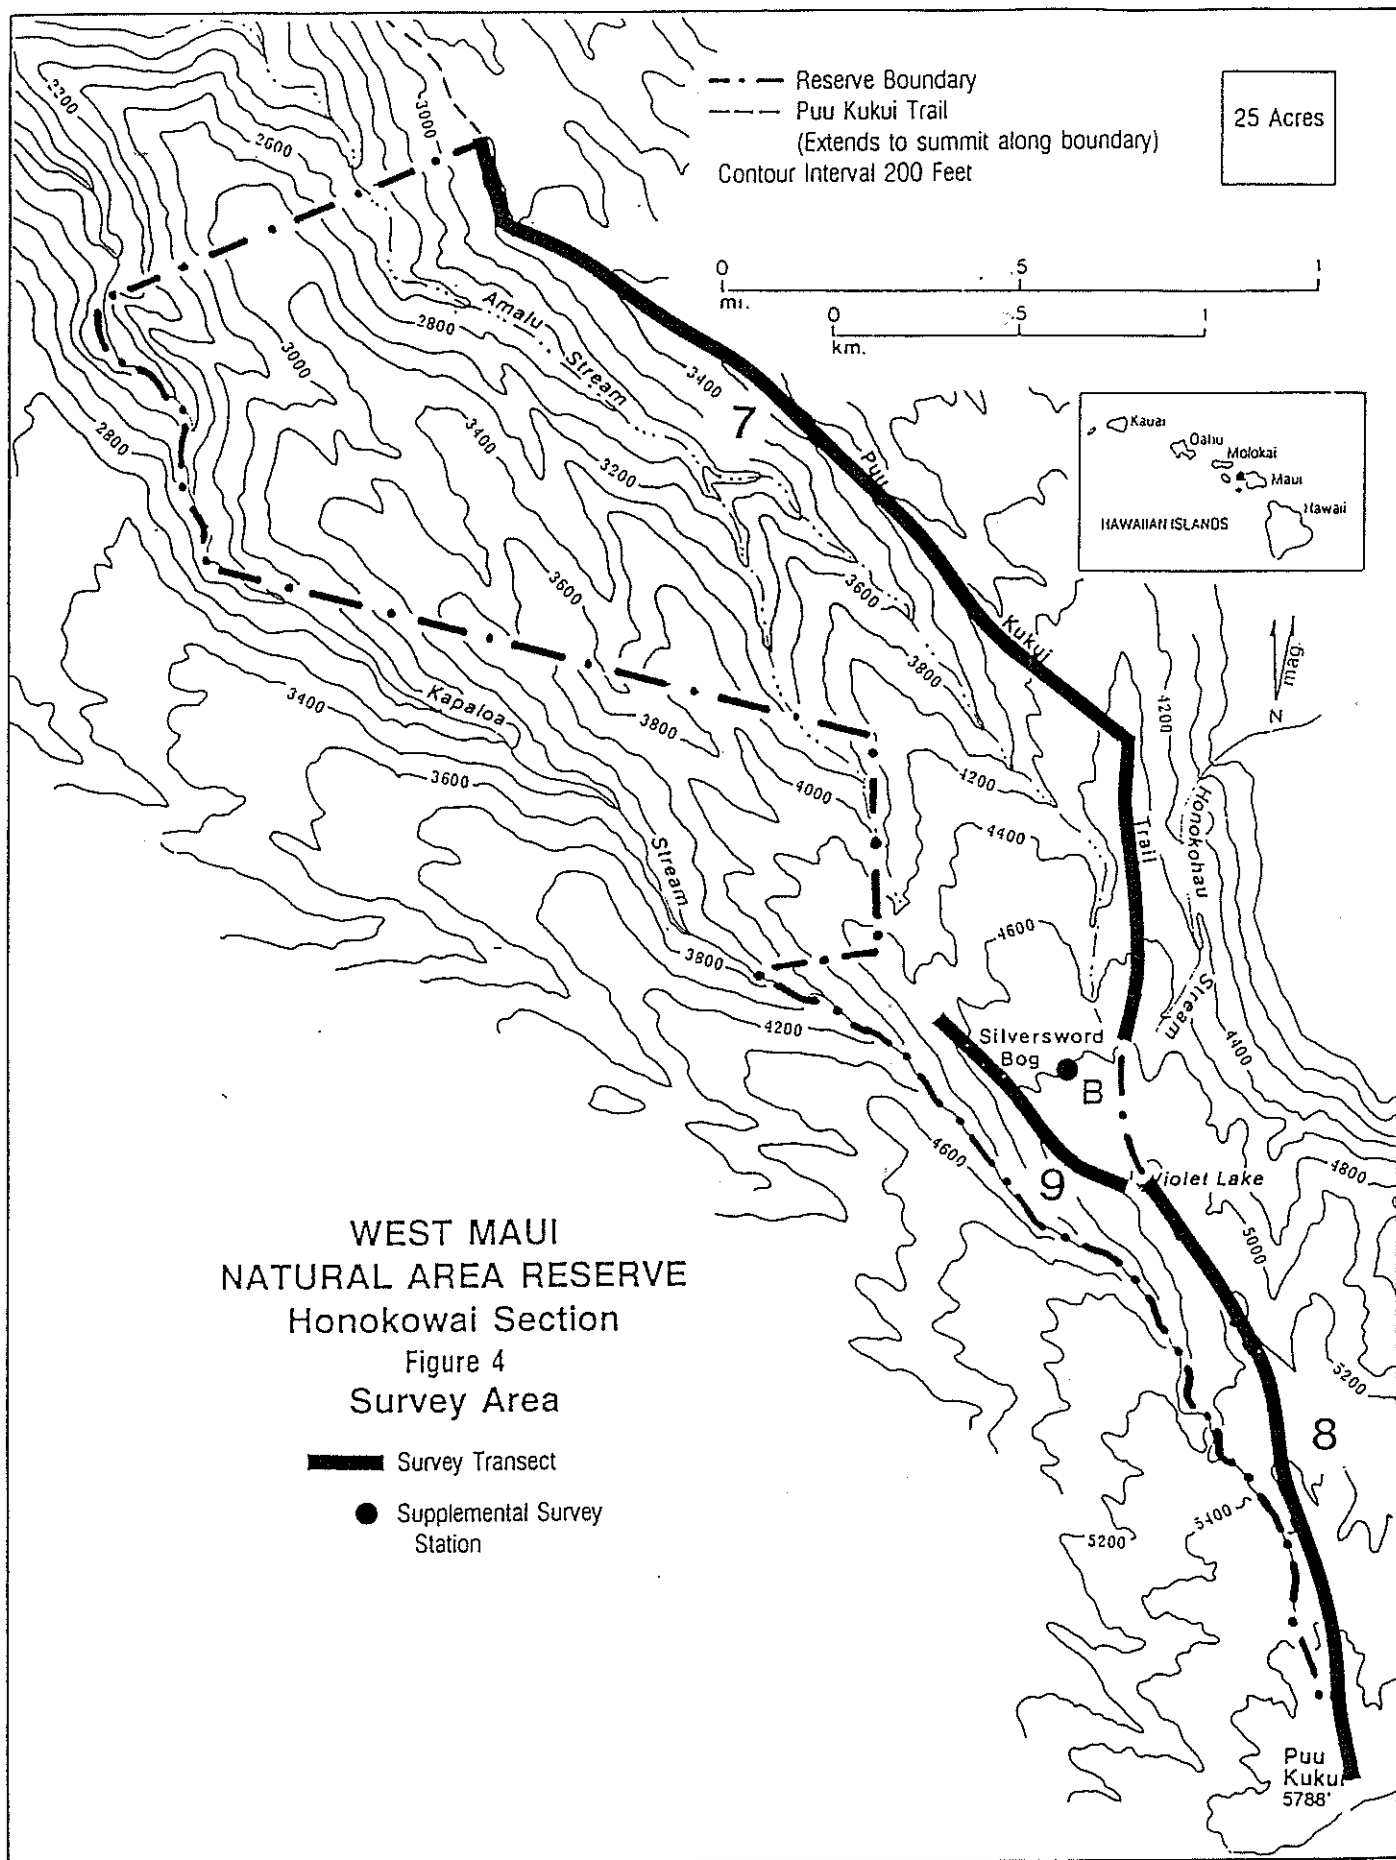 Reserve Boundary
Puu Kukui Trail
(Extends to summit along boundary)
Contour Interval 200 Feet
25 Acres
0 .5 1
mi.
0 .5 1
km.
Kauai
Oahu
Molokai
Maui
Hawaii
HAWAIIAN ISLANDS
mag.
N
2200
2600
3000
Amalu
Stream
2800
3000
3400
7
3400
3200
2800
Puu
Kukui
Trail
3600
3600
3800
4200
Kapaloa
Stream
3400
3800
3600
4000
4200
4400
Honokohau
Stream
4600
3800
4200
Silversword
Bog
B
4400
4600
9
Violet Lake
4800
5000
5200
8
5400
5200
Puu
Kukui
5788'
WEST MAUI
NATURAL AREA RESERVE
Honokowai Section
Figure 4
Survey Area
Survey Transect
Supplemental Survey
Station